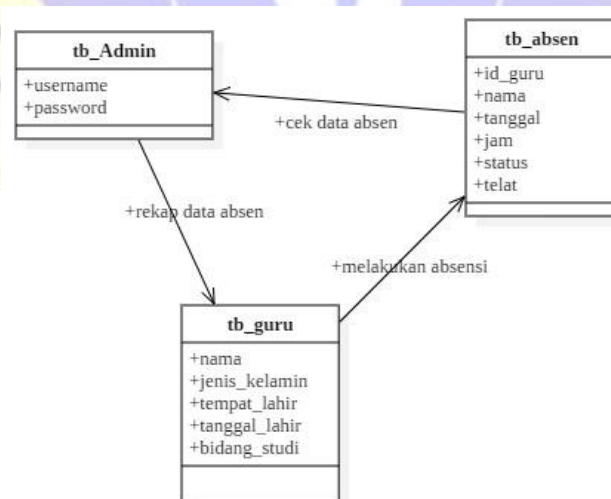 tb_Admin
+username
+password
tb_absen
+id_guru
+nama
+tanggal
+jam
+status
+telat
+cek data absen
+rekap data absen
+melakukan absensi
tb_guru
+nama
+jenis_kelamin
+tempat_lahir
+tanggal_lahir
+bidang_studi